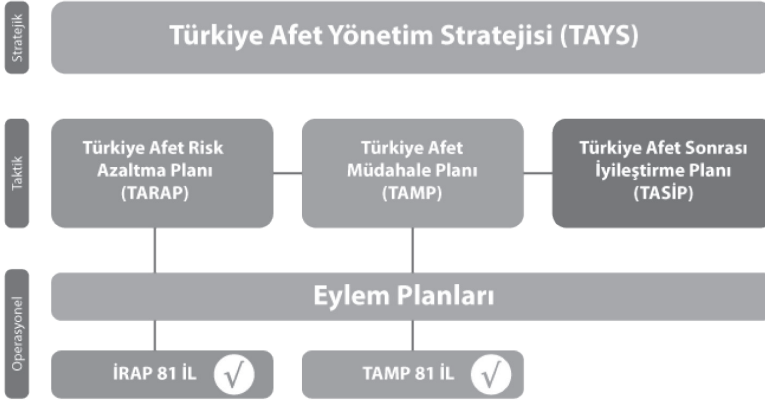 Stratejik
Türkiye Afet Yönetim Stratejisi (TAYS)
Taktik
Türkiye Afet Risk
Azaltma Planı
(TARAP)
Türkiye Afet
Müdahale Planı
(TAMP)
Türkiye Afet Sonrası
İyileştirme Planı
(TASİP)
Operasyonel
Eylem Planları
İRAP 81 İL √
TAMP 81 İL √